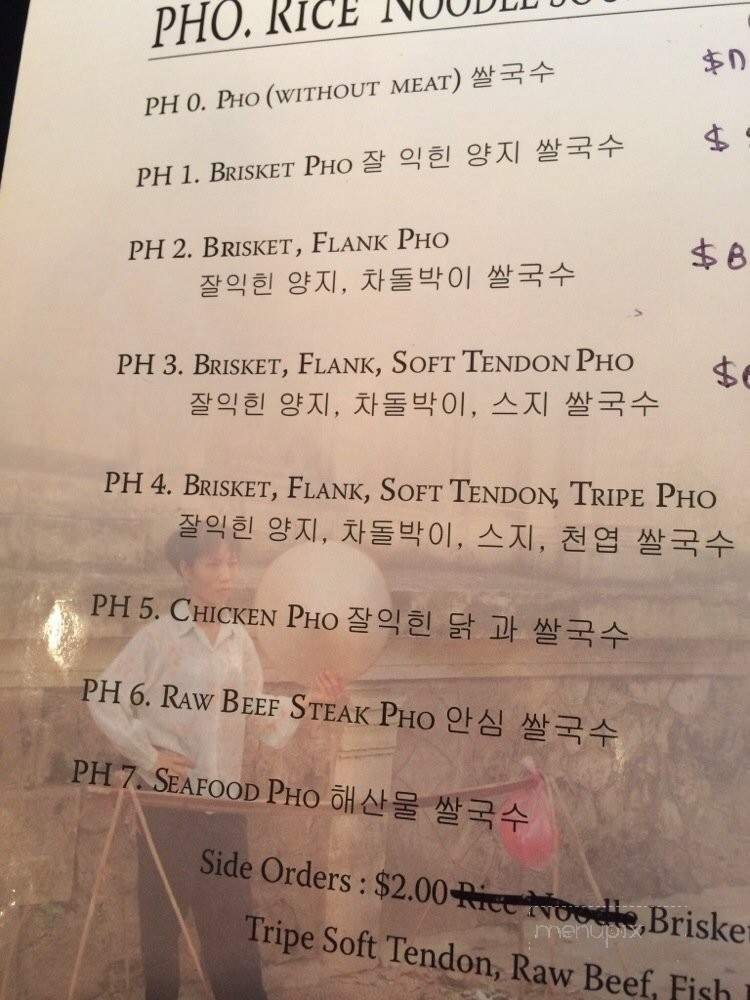 PHO. RICE NOODLE
PH 0. PHO (WITHOUT MEAT) 쌀국수
PH 1. BRISKET PHO 잘 익힌 양지 쌀국수 $
PH 2. BRISKET, FLANK PHO $8
잘익힌 양지, 차돌박이 쌀국수
PH 3. BRISKET, FLANK, SOFT TENDON PHO $
잘익힌 양지, 차돌박이, 스지 쌀국수
PH 4. BRISKET, FLANK, SOFT TENDON, TRIPE PHO
잘익힌 양지, 차돌박이, 스지, 천엽 쌀국수
PH 5. CHICKEN PHO 잘익힌 닭 과 쌀국수
PH 6. RAW BEEF STEAK PHO 안심 쌀국수
PH 7. SEAFOOD PHO 해산물 쌀국수
Side Orders : $2.00 Rice Noodle, Brisket
Tripe Soft Tendon, Raw Beef, Fish
menupix